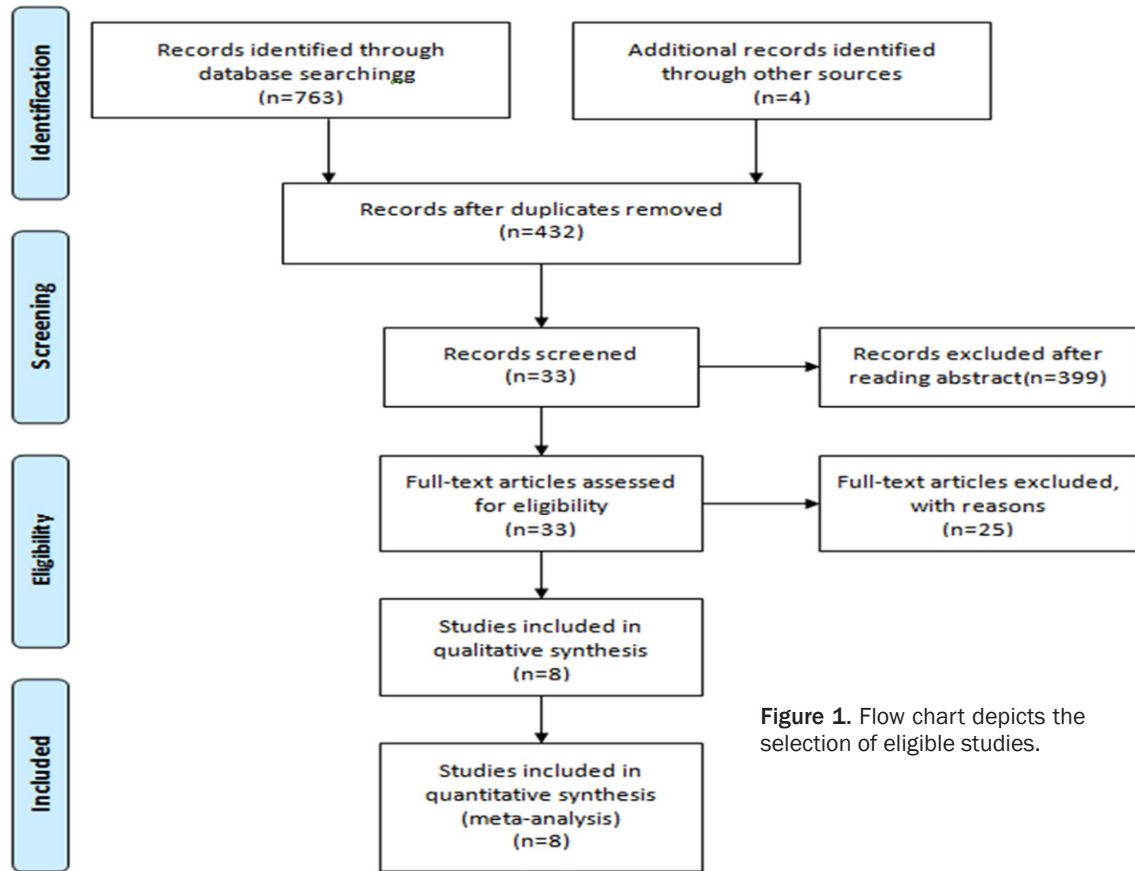 Identification
Records identified through
database searchingg
(n=763)
Additional records identified
through other sources
(n=4)
Records after duplicates removed
(n=432)
Screening
Records screened
(n=33)
Records excluded after
reading abstract(n=399)
Eligibility
Full-text articles assessed
for eligibility
(n=33)
Full-text articles excluded,
with reasons
(n=25)
Studies included in
qualitative synthesis
(n=8)
Included
Studies included in
quantitative synthesis
(meta-analysis)
(n=8)
Figure 1. Flow chart depicts the
selection of eligible studies.